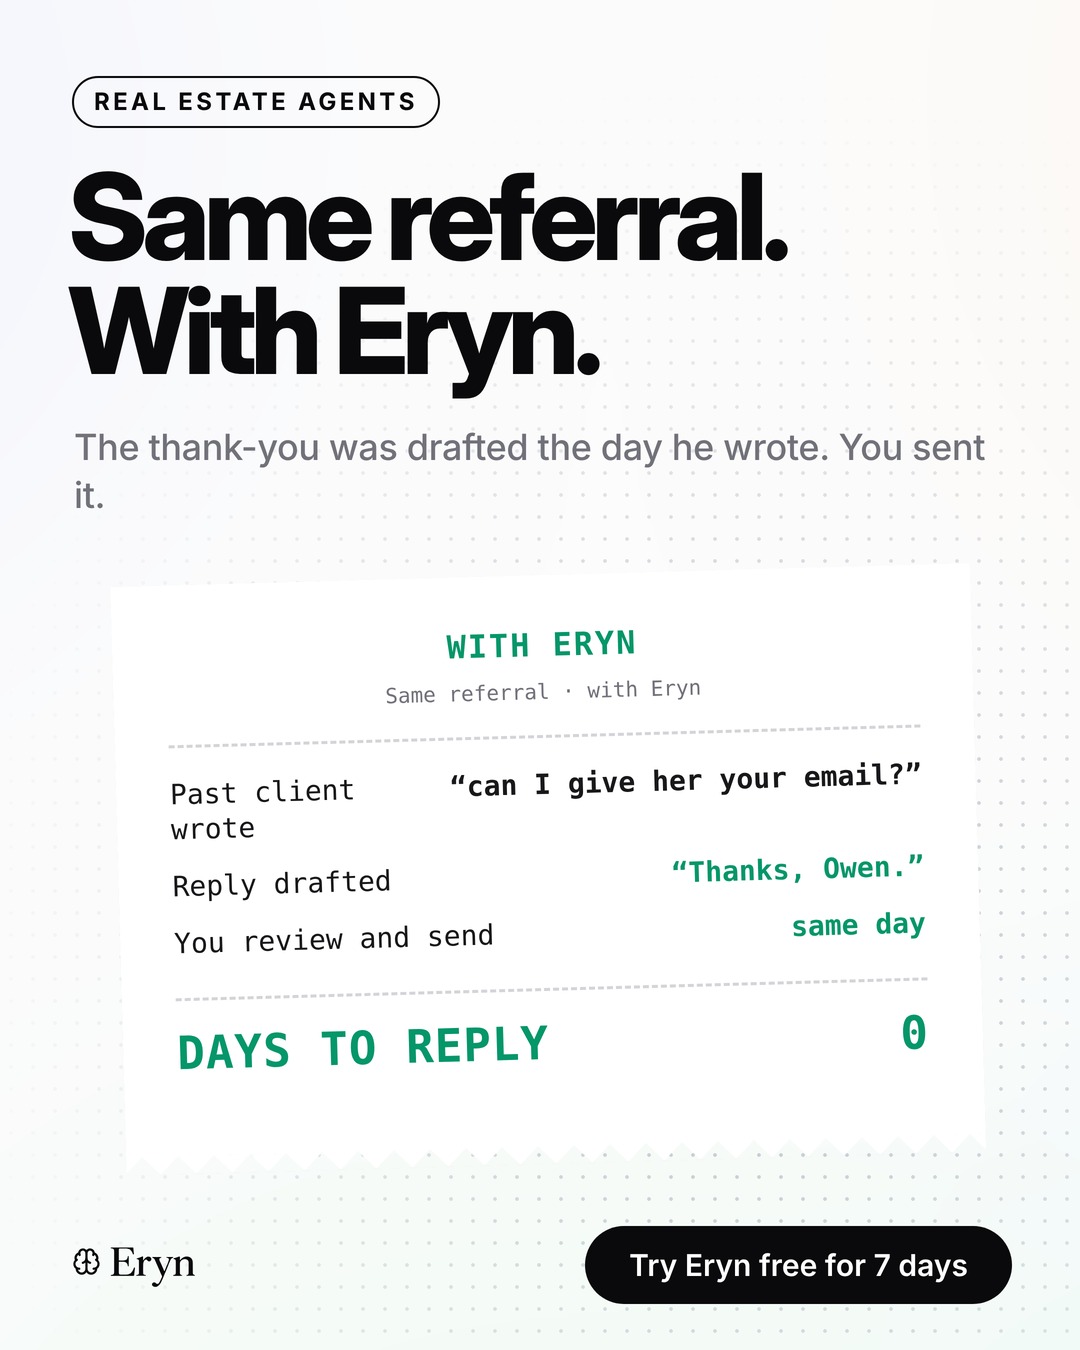 REAL ESTATE AGENTS
Same referral.
With Eryn.
The thank-you was drafted the day he wrote. You sent
it.
WITH ERYN
Same referral · with Eryn
Past client “can I give her your email?”
wrote
Reply drafted “Thanks, Owen.”
You review and send same day
DAYS TO REPLY 0
Eryn
Try Eryn free for 7 days